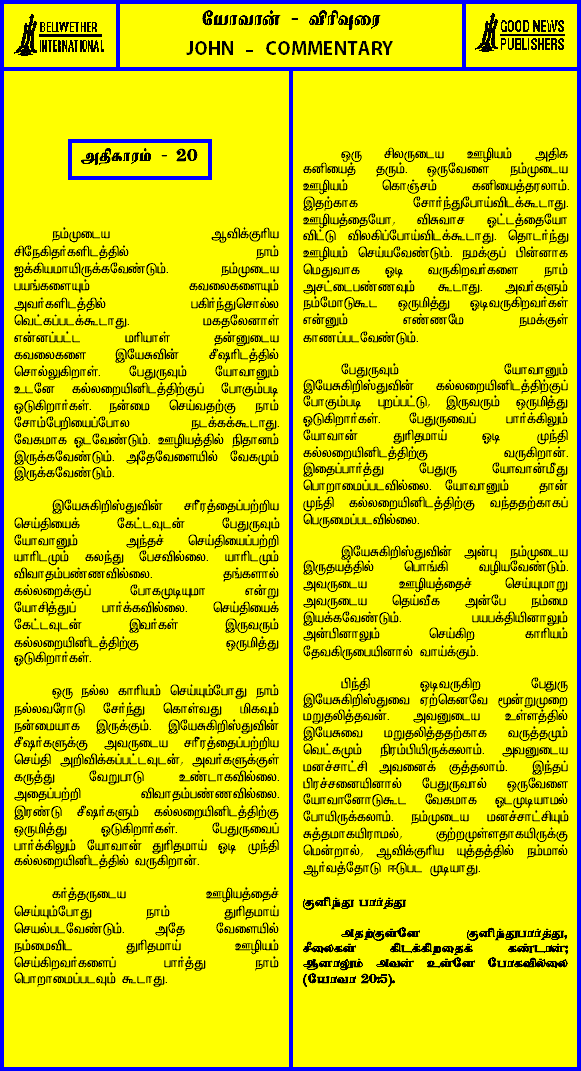 BELLWETHER
INTERNATIONAL
யோவான் - விரிவுரை
JOHN - COMMENTARY
GOOD NEWS
PUBLISHERS
அதிகாரம் - 20
நம்முடைய ஆவிக்குரிய
சிநேகிதர்களிடத்தில் நாம்
ஐக்கியமாயிருக்கவேண்டும். நம்முடைய
பயங்களையும் கவலைகளையும்
அவர்களிடத்தில் பகிர்ந்துசொல்ல
வெட்கப்படக்கூடாது. மகதலேனாள்
என்னப்பட்ட மரியாள் தன்னுடைய
கவலைகளை இயேசுவின் சீஷரிடத்தில்
சொல்லுகிறாள். பேதுருவும் யோவானும்
உடனே கல்லறையினிடத்திற்குப் போகும்படி
ஓடுகிறார்கள். நன்மை செய்வதற்கு நாம்
சோம்பேறியைப்போல நடக்கக்கூடாது.
வேகமாக ஓடவேண்டும். ஊழியத்தில் நிதானம்
இருக்கவேண்டும். அதேவேளையில் வேகமும்
இருக்கவேண்டும்.
இயேசுகிறிஸ்துவின் சரீரத்தைப்பற்றிய
செய்தியைக் கேட்டவுடன் பேதுருவும்
யோவானும் அந்தச் செய்தியைப்பற்றி
யாரிடமும் கலந்து பேசவில்லை. யாரிடமும்
விவாதம்பண்ணவில்லை. தங்களால்
கல்லறைக்குப் போகமுடியுமா என்று
யோசித்துப் பார்க்கவில்லை. செய்தியைக்
கேட்டவுடன் இவர்கள் இருவரும்
கல்லறையினிடத்திற்கு ஒருமித்து
ஓடுகிறார்கள்.
ஒரு நல்ல காரியம் செய்யும்போது நாம்
நல்லவரோடு சேர்ந்து கொள்வது மிகவும்
நன்மையாக இருக்கும். இயேசுகிறிஸ்துவின்
சீஷர்களுக்கு அவருடைய சரீரத்தைப்பற்றிய
செய்தி அறிவிக்கப்பட்டவுடன், அவர்களுக்குள்
கருத்து வேறுபாடு உண்டாகவில்லை.
அதைப்பற்றி விவாதம்பண்ணவில்லை.
இரண்டு சீஷர்களும் கல்லறையினிடத்திற்கு
ஒருமித்து ஓடுகிறார்கள். பேதுருவைப்
பார்க்கிலும் யோவான் துரிதமாய் ஓடி முந்தி
கல்லறையினிடத்தில் வருகிறான்.
கர்த்தருடைய ஊழியத்தைச்
செய்யும்போது நாம் துரிதமாய்
செயல்படவேண்டும். அதே வேளையில்
நம்மைவிட துரிதமாய் ஊழியம்
செய்கிறவர்களைப் பார்த்து நாம்
பொறாமைப்படவும் கூடாது.
ஒரு சிலருடைய ஊழியம் அதிக
கனியைத் தரும். ஒருவேளை நம்முடைய
ஊழியம் கொஞ்சம் கனியைத்தரலாம்.
இதற்காக சோர்ந்துபோய்விடக்கூடாது.
ஊழியத்தையோ, விசுவாச ஓட்டத்தையோ
விட்டு விலகிப்போய்விடக்கூடாது. தொடர்ந்து
ஊழியம் செய்யவேண்டும். நமக்குப் பின்னாக
மெதுவாக ஓடி வருகிறவர்களை நாம்
அசட்டைபண்ணவும் கூடாது. அவர்களும்
நம்மோடுகூட ஒருமித்து ஓடிவருகிறவர்கள்
என்னும் எண்ணமே நமக்குள்
காணப்படவேண்டும்.
பேதுருவும் யோவானும்
இயேசுகிறிஸ்துவின் கல்லறையினிடத்திற்குப்
போகும்படி புறப்பட்டு, இருவரும் ஒருமித்து
ஓடுகிறார்கள். பேதுருவைப் பார்க்கிலும்
யோவான் துரிதமாய் ஓடி முந்தி
கல்லறையினிடத்திற்கு வருகிறான்.
இதைப்பார்த்து பேதுரு யோவான்மீது
பொறாமைப்படவில்லை. யோவானும் தான்
முந்தி கல்லறையினிடத்திற்கு வந்ததற்காகப்
பெருமைப்படவில்லை.
இயேசுகிறிஸ்துவின் அன்பு நம்முடைய
இருதயத்தில் பொங்கி வழியவேண்டும்.
அவருடைய ஊழியத்தைச் செய்யுமாறு
அவருடைய தெய்வீக அன்பே நம்மை
இயக்கவேண்டும். பயபக்தியினாலும்
அன்பினாலும் செய்கிற காரியம்
தேவகிருபையினால் வாய்க்கும்.
பிந்தி ஓடிவருகிற பேதுரு
இயேசுகிறிஸ்துவை ஏற்கெனவே மூன்றுமுறை
மறுதலித்தவன். அவனுடைய உள்ளத்தில்
இயேசுவை மறுதலித்ததற்காக வருத்தமும்
வெட்கமும் நிரம்பியிருக்கலாம். அவனுடைய
மனச்சாட்சி அவனைக் குத்தலாம். இந்தப்
பிரச்சனையினால் பேதுருவால் ஒருவேளை
யோவானோடுகூட வேகமாக ஓடமுடியாமல்
போயிருக்கலாம். நம்முடைய மனச்சாட்சியும்
சுத்தமாகயிராமல், குற்றமுள்ளதாகயிருக்கு
மென்றால், ஆவிக்குரிய யுத்தத்தில் நம்மால்
ஆர்வத்தோடு ஈடுபட முடியாது.
குனிந்து பார்த்து
அதற்குள்ளே குனிந்துபார்த்து,
சீலைகள் கிடக்கிறதைக் கண்டான்;
ஆனாலும் அவன் உள்ளே போகவில்லை
(யோவா 20:5).